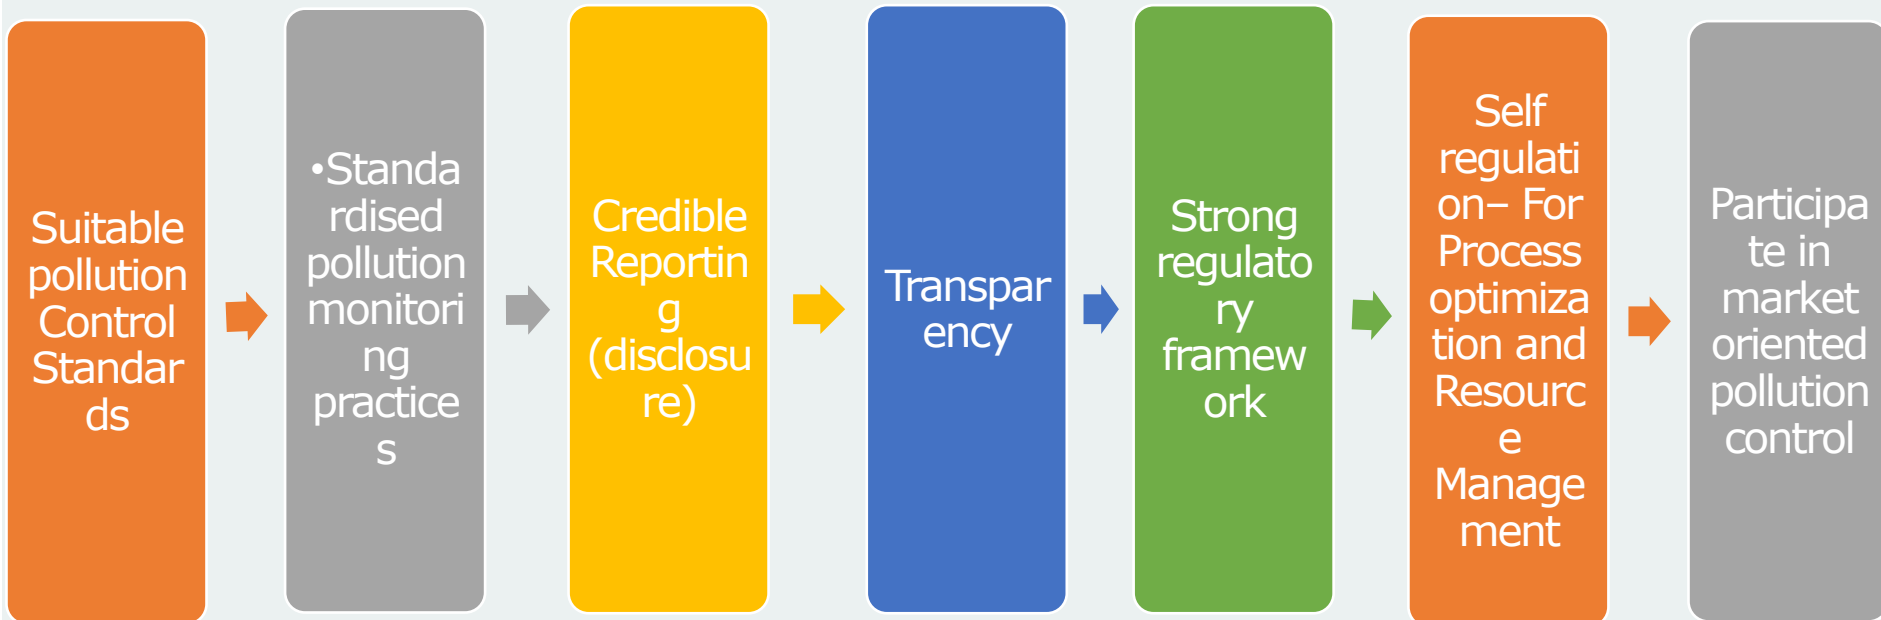 Suitable
pollution
Control
Standar
ds
•Standa
rdised
pollution
monitori
ng
practice
s
Credible
Reportin
g
(disclosu
re)
Transpar
ency
Strong
regulato
ry
framew
ork
Self
regulati
on– For
Process
optimiza
tion and
Resourc
e
Manage
ment
Participa
te in
market
oriented
pollution
control